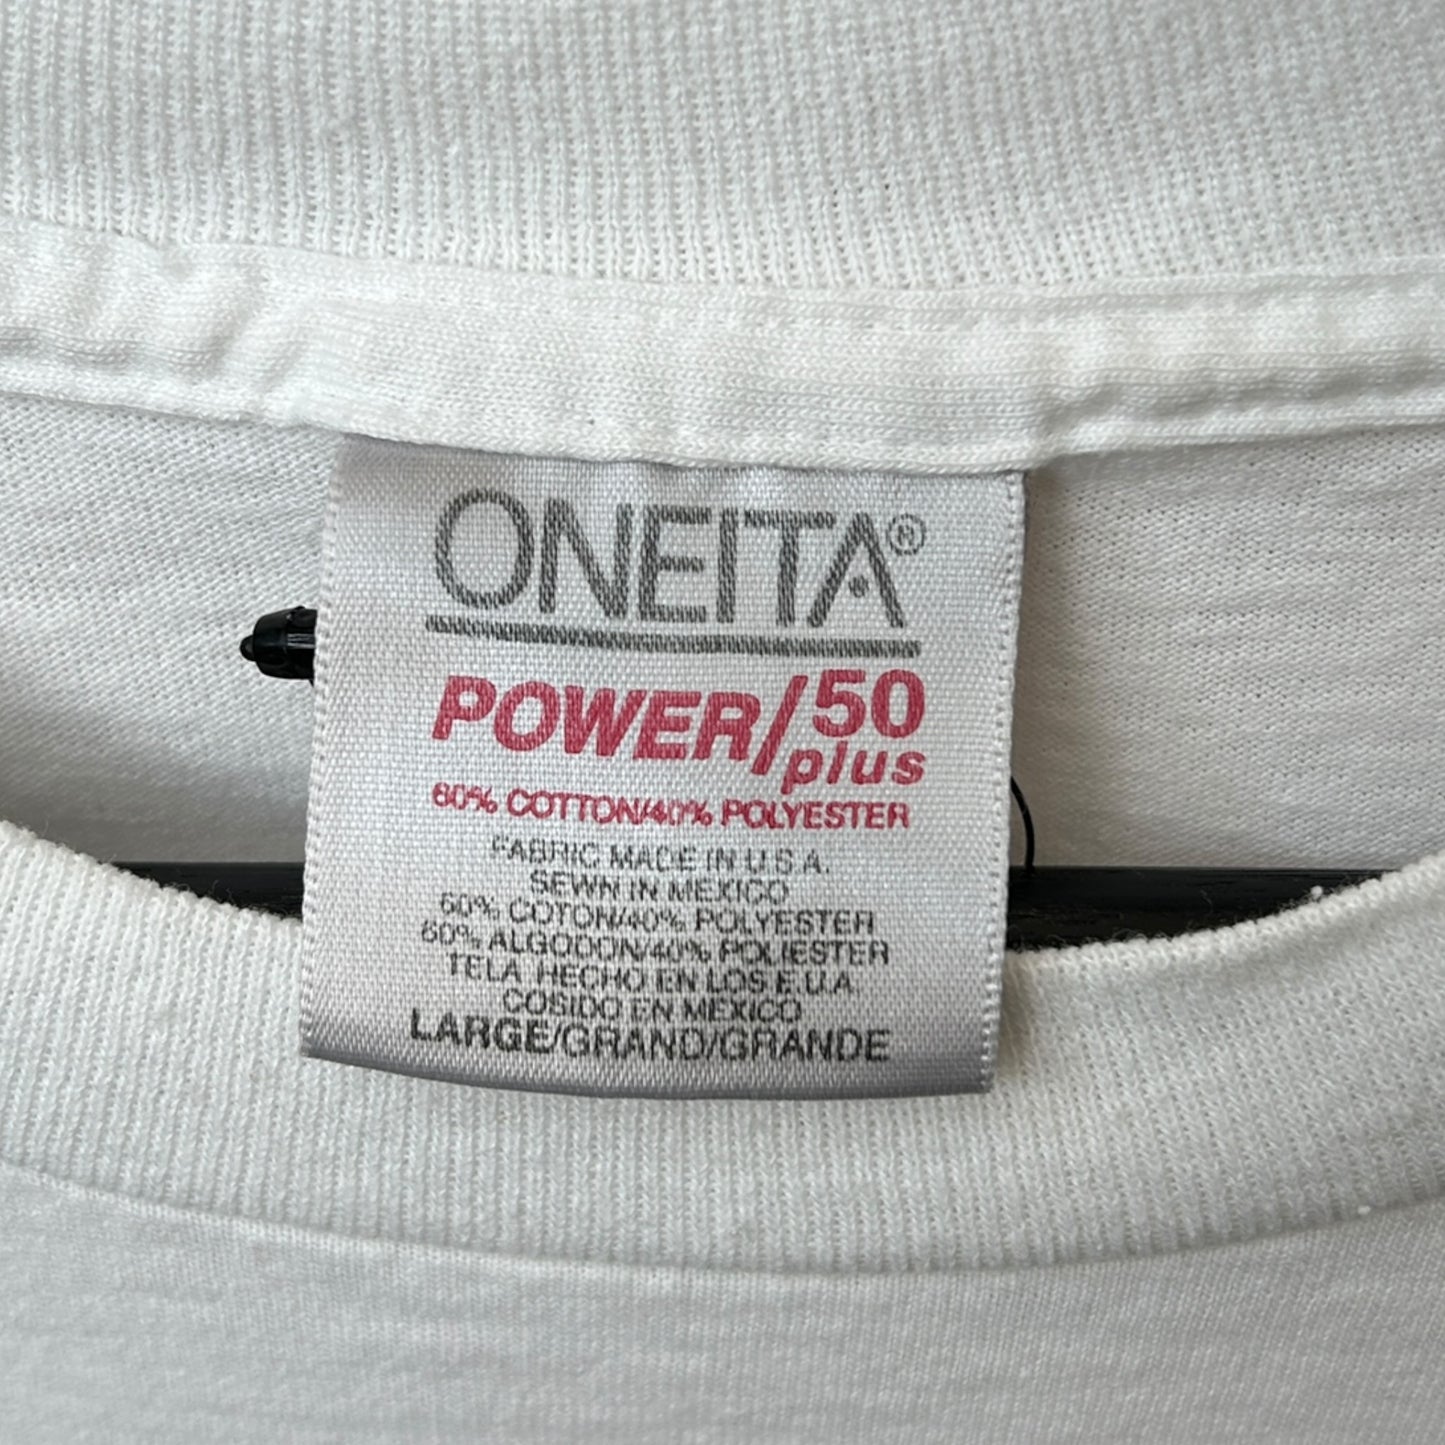 ONEITA®
POWER/50 plus
60% COTTON/40% POLYESTER
FABRIC MADE IN U.S.A.
SEWN IN MEXICO
60% COTON/40% POLYESTER
60% ALGODON/40% POLIESTER
TELA HECHO EN LOS E.U.A.
COSIDO EN MEXICO
LARGE/GRAND/GRANDE